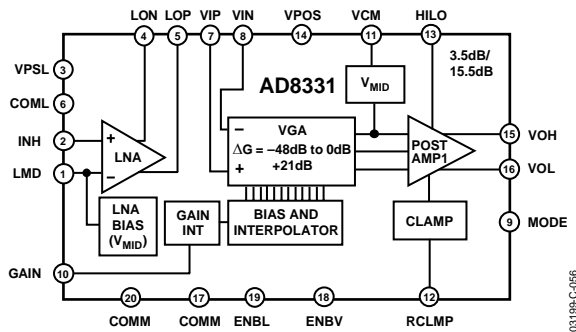 LON LOP VIP VIN VPOS VCM HILO
4 5 7 8 14 11 13
VPSL 3
COML 6
INH 2
LMD 1
GAIN 10
+
−
LNA
LNA
BIAS
(VMID)
AD8331
−
VGA
ΔG = −48dB to 0dB
+21dB
+
GAIN
INT
BIAS AND
INTERPOLATOR
VMID
3.5dB/
15.5dB
POST
AMP1
CLAMP
15 VOH
16 VOL
9 MODE
20 17 19 18 12
COMM COMM ENBL ENBV RCLMP
03199-C-056